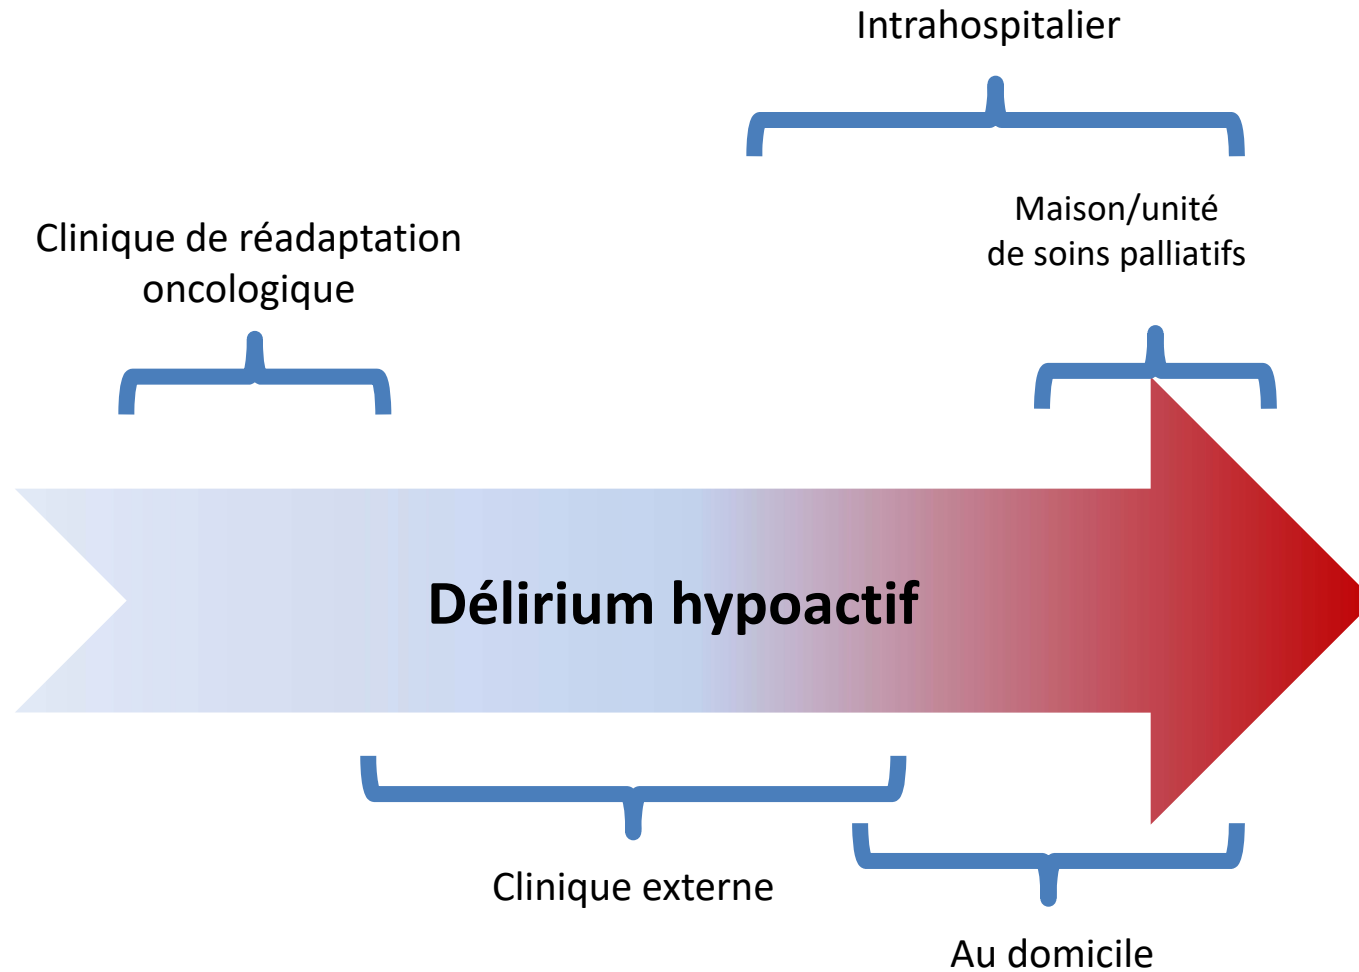 Intrahospitalier
Maison/unité
de soins palliatifs
Clinique de réadaptation
oncologique
Délirium hypoactif
Clinique externe
Au domicile